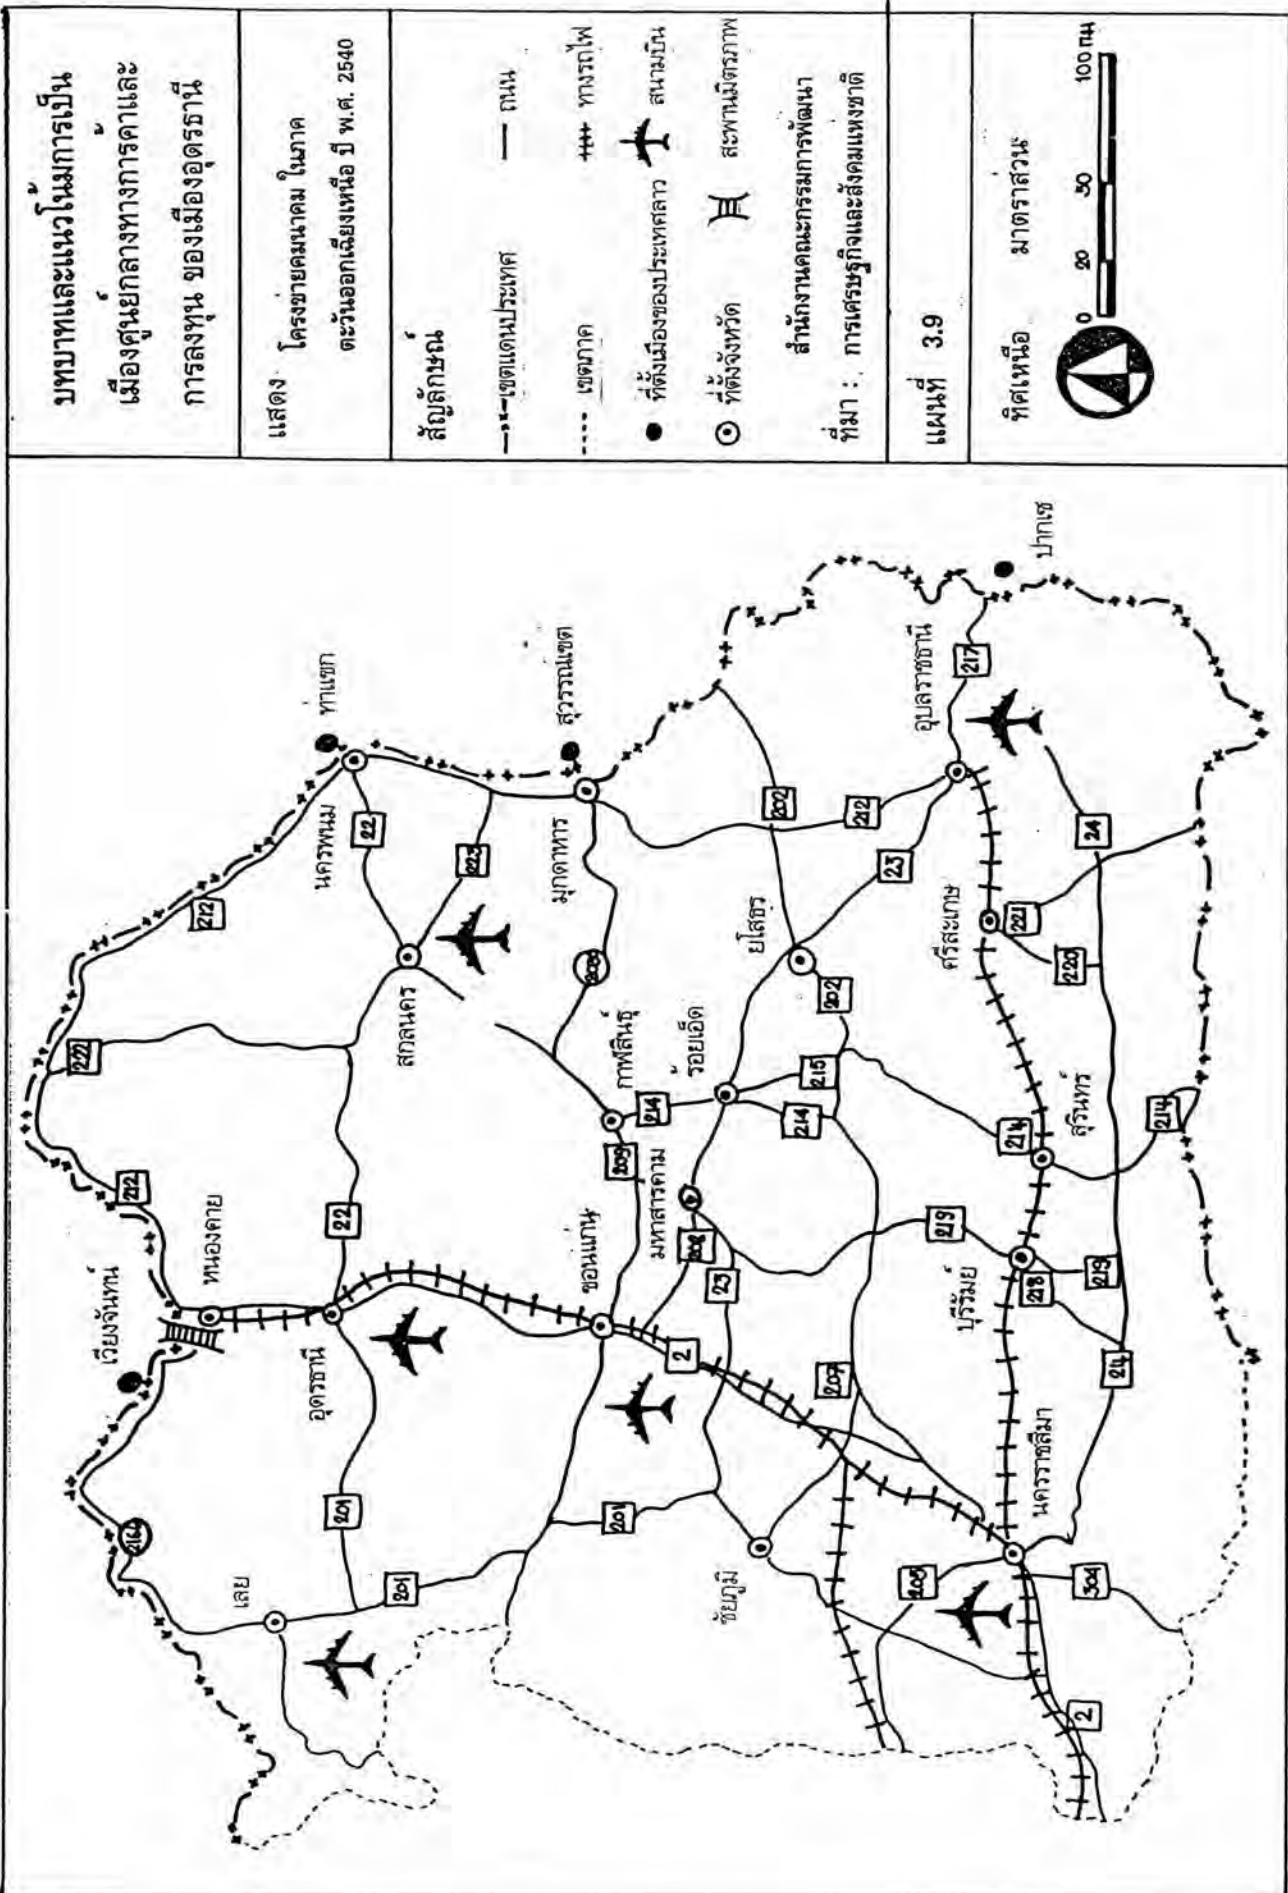 บทบาทและแนวโน้มการเป็น
เมืองศูนย์กลางทางการค้าและ
การลงทุน ของเมืองอุดรธานี
แสดง โครงข่ายคมนาคม ในภาค
ตะวันออกเฉียงเหนือ ปี พ.ศ. 2540
สัญลักษณ์
เขตแดนประเทศ
ถนน
เขตภาค
ทางรถไฟ
ที่ตั้งเมืองของประเทศลาว
สนามบิน
ที่ตั้งจังหวัด
สะพานมิตรภาพ
สำนักงานคณะกรรมการพัฒนา
ที่มา : การเศรษฐกิจและสังคมแห่งชาติ
แผนที่ 3.9
ทิศเหนือ
มาตราส่วน
0 20 50 100 กม
เวียงจันทน์
หนองคาย
212
222
212
ท่าแขก
นครพนม
22
223
สกลนคร
22
อุดรธานี
201
เลย
201
สุวรรณเขต
มุกดาหาร
กาฬสินธุ์
209
214
ขอนแก่น
มหาสารคาม
208
23
2
201
ชัยภูมิ
207
ร้อยเอ็ด
214
215
ยโสธร
202
202
212
23
อุบลราชธานี
217
ปากเซ
24
ศรีสะเกษ
221
220
สุรินทร์
214
214
219
บุรีรัมย์
218
219
24
นครราชสีมา
205
304
2